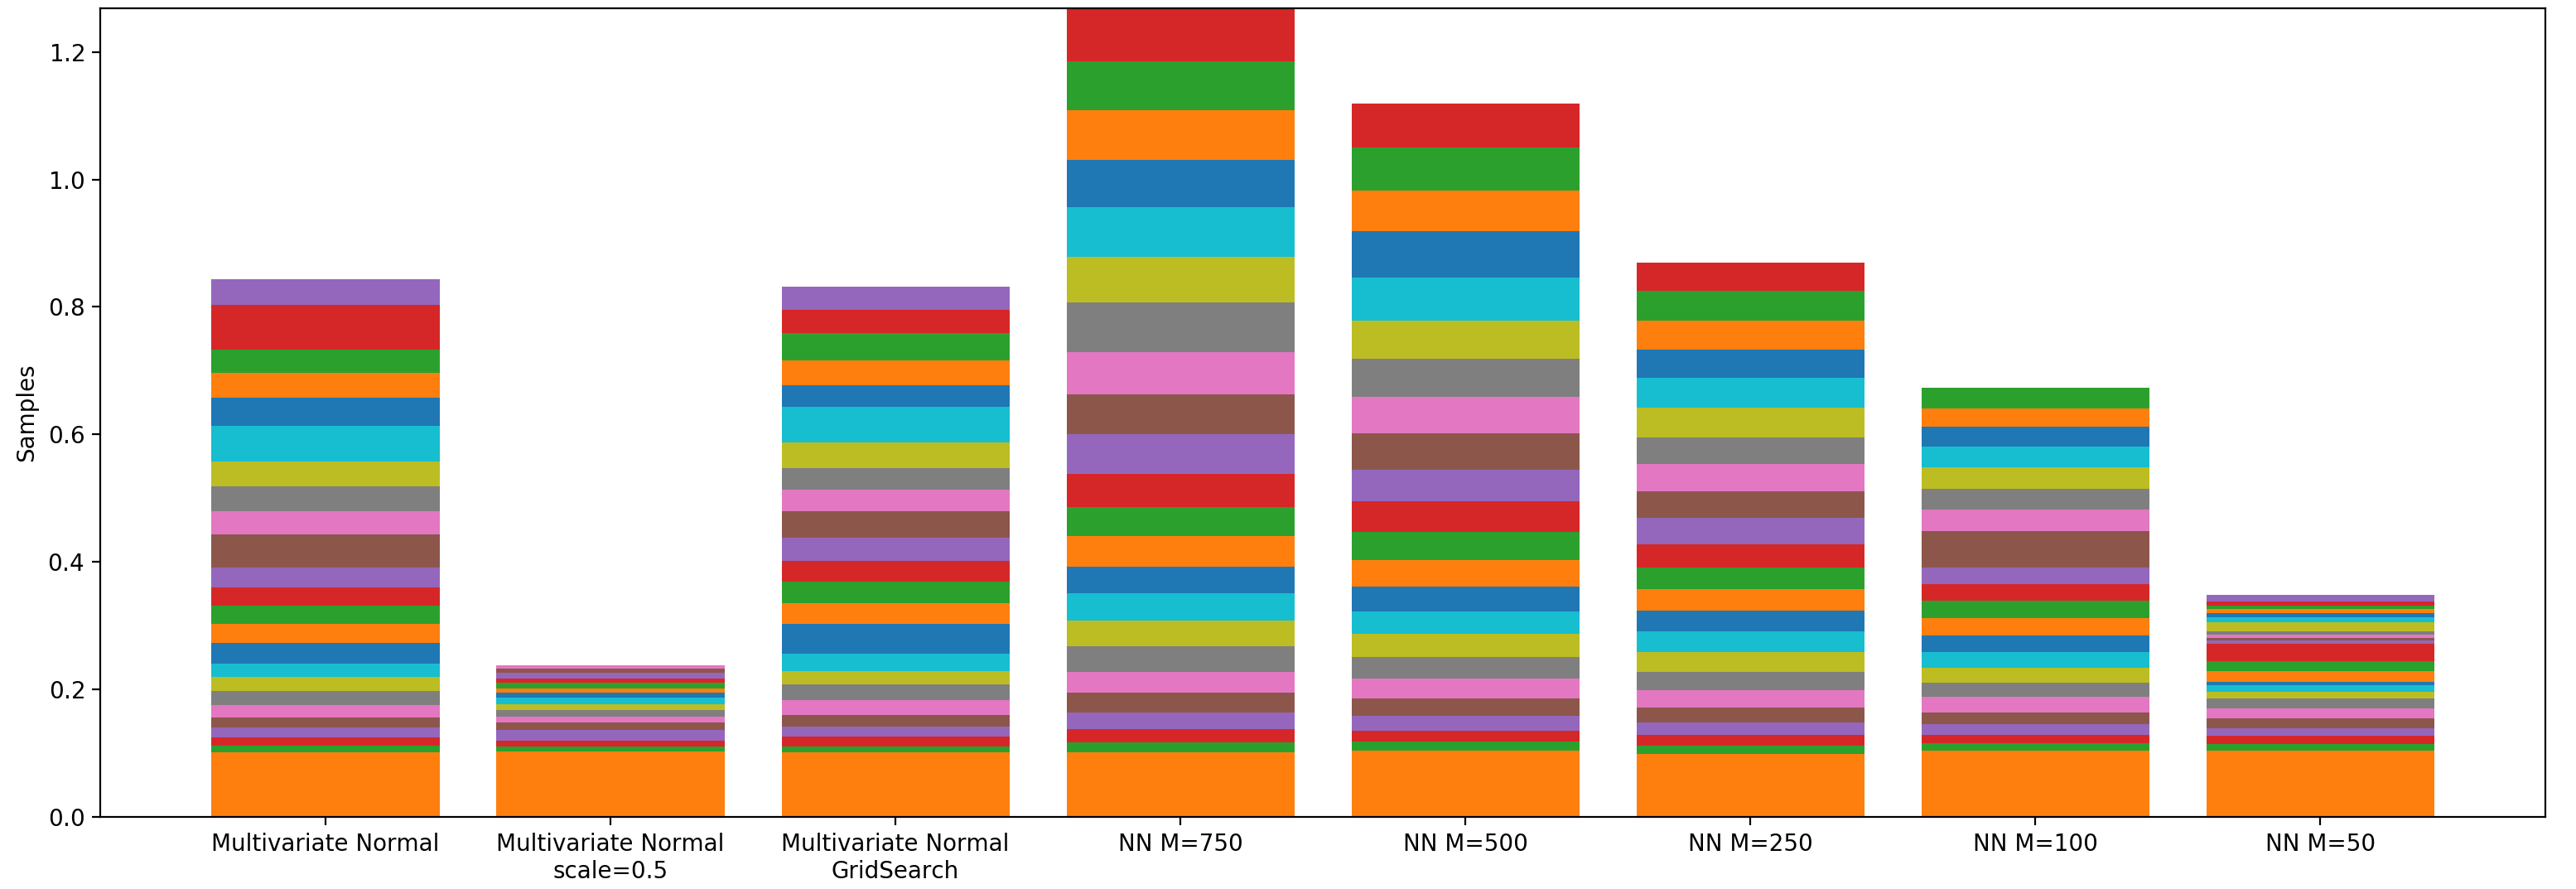 1.2
1.0
0.8
0.6
0.4
0.2
0.0
Samples
Multivariate Normal
Multivariate Normal
scale=0.5
Multivariate Normal
GridSearch
NN M=750
NN M=500
NN M=250
NN M=100
NN M=50